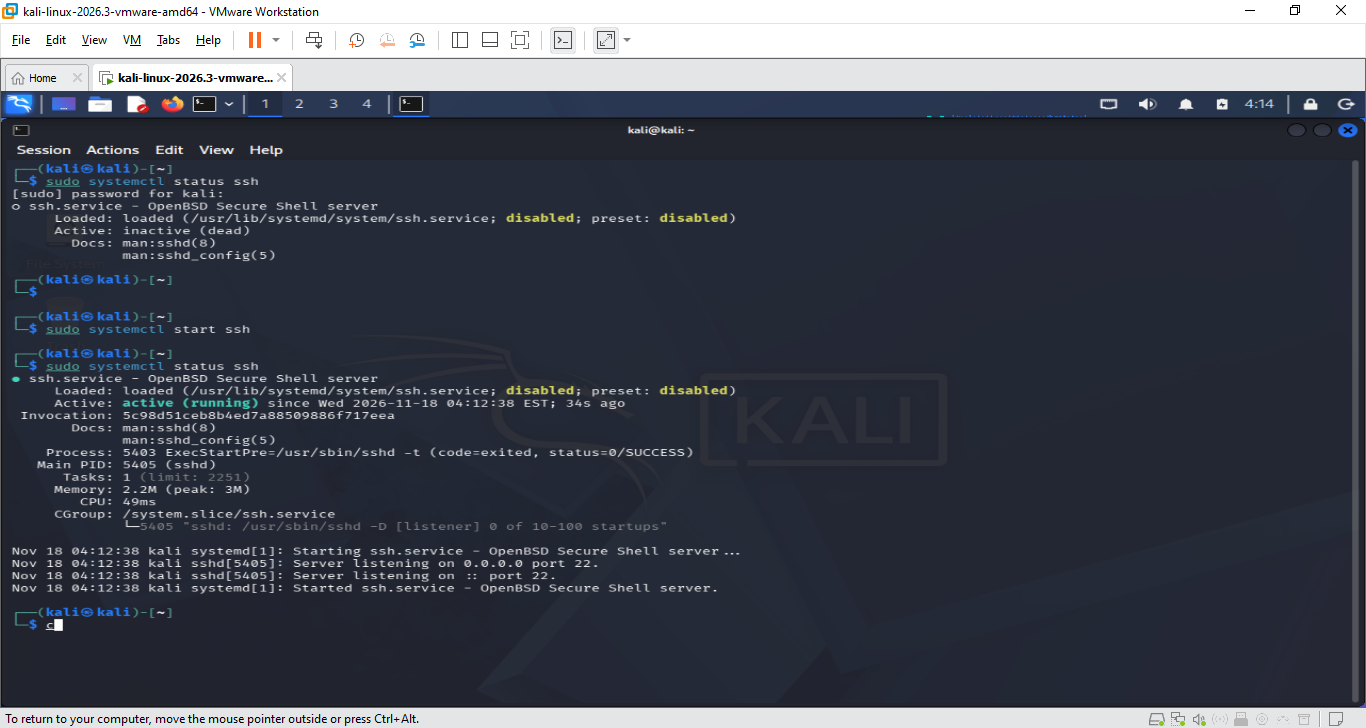 kali-linux-2026.3-vmware-amd64 - VMware Workstation
File Edit View VM Tabs Help
Home kali-linux-2026.3-vmware...
1 2 3 4 4:14
kali@kali: ~
Session Actions Edit View Help
┌──(kali㉿kali)-[~]
└─$ sudo systemctl status ssh
[sudo] password for kali:
○ ssh.service - OpenBSD Secure Shell server
Loaded: loaded (/usr/lib/systemd/system/ssh.service; disabled; preset: disabled)
Active: inactive (dead)
Docs: man:sshd(8)
man:sshd_config(5)
┌──(kali㉿kali)-[~]
└─$
┌──(kali㉿kali)-[~]
└─$ sudo systemctl start ssh
┌──(kali㉿kali)-[~]
└─$ sudo systemctl status ssh
● ssh.service - OpenBSD Secure Shell server
Loaded: loaded (/usr/lib/systemd/system/ssh.service; disabled; preset: disabled)
Active: active (running) since Wed 2026-11-18 04:12:38 EST; 34s ago
Invocation: 5c98d51ceb8b4ed7a88509886f717eea
Docs: man:sshd(8)
man:sshd_config(5)
Process: 5403 ExecStartPre=/usr/sbin/sshd -t (code=exited, status=0/SUCCESS)
Main PID: 5405 (sshd)
Tasks: 1 (limit: 2251)
Memory: 2.2M (peak: 3M)
CPU: 49ms
CGroup: /system.slice/ssh.service
└─5405 "sshd: /usr/sbin/sshd -D [listener] 0 of 10-100 startups"
Nov 18 04:12:38 kali systemd[1]: Starting ssh.service - OpenBSD Secure Shell server...
Nov 18 04:12:38 kali sshd[5405]: Server listening on 0.0.0.0 port 22.
Nov 18 04:12:38 kali sshd[5405]: Server listening on :: port 22.
Nov 18 04:12:38 kali systemd[1]: Started ssh.service - OpenBSD Secure Shell server.
┌──(kali㉿kali)-[~]
└─$ c
KALI
To return to your computer, move the mouse pointer outside or press Ctrl+Alt.